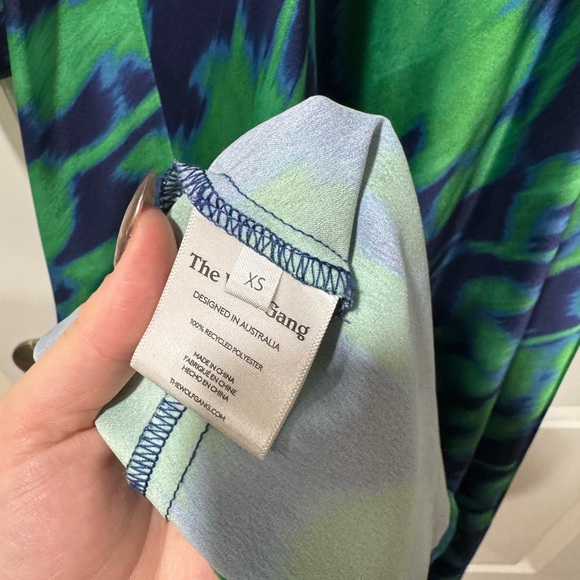 The W Gang
XS
DESIGNED IN AUSTRALIA
100% RECYCLED POLYESTER
MADE IN CHINA
FABRIQUÉ EN CHINE
HECHO EN CHINA
THEWOLFGANG.COM